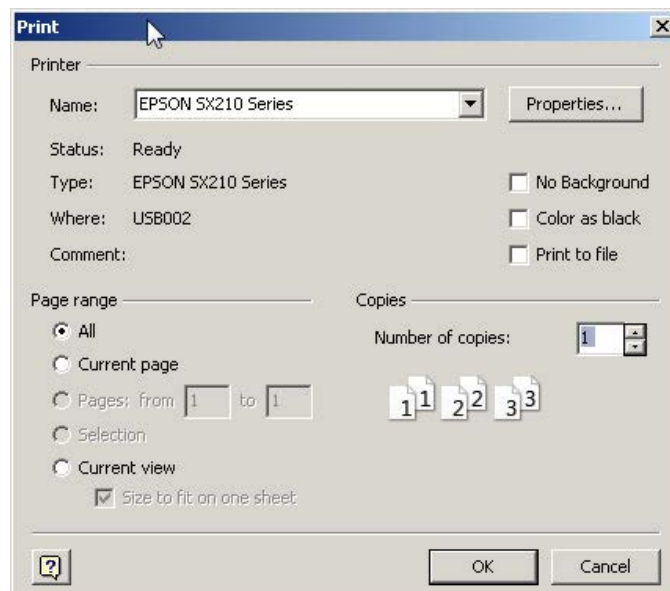 Print
Printer
Name: EPSON SX210 Series Properties...
Status: Ready
Type: EPSON SX210 Series No Background
Where: USB002 Color as black
Comment: Print to file
Page range Copies
All Number of copies: 1
Current page
Pages: from 1 to 1 1 1 2 2 3 3
Selection
Current view
Size to fit on one sheet
? OK Cancel